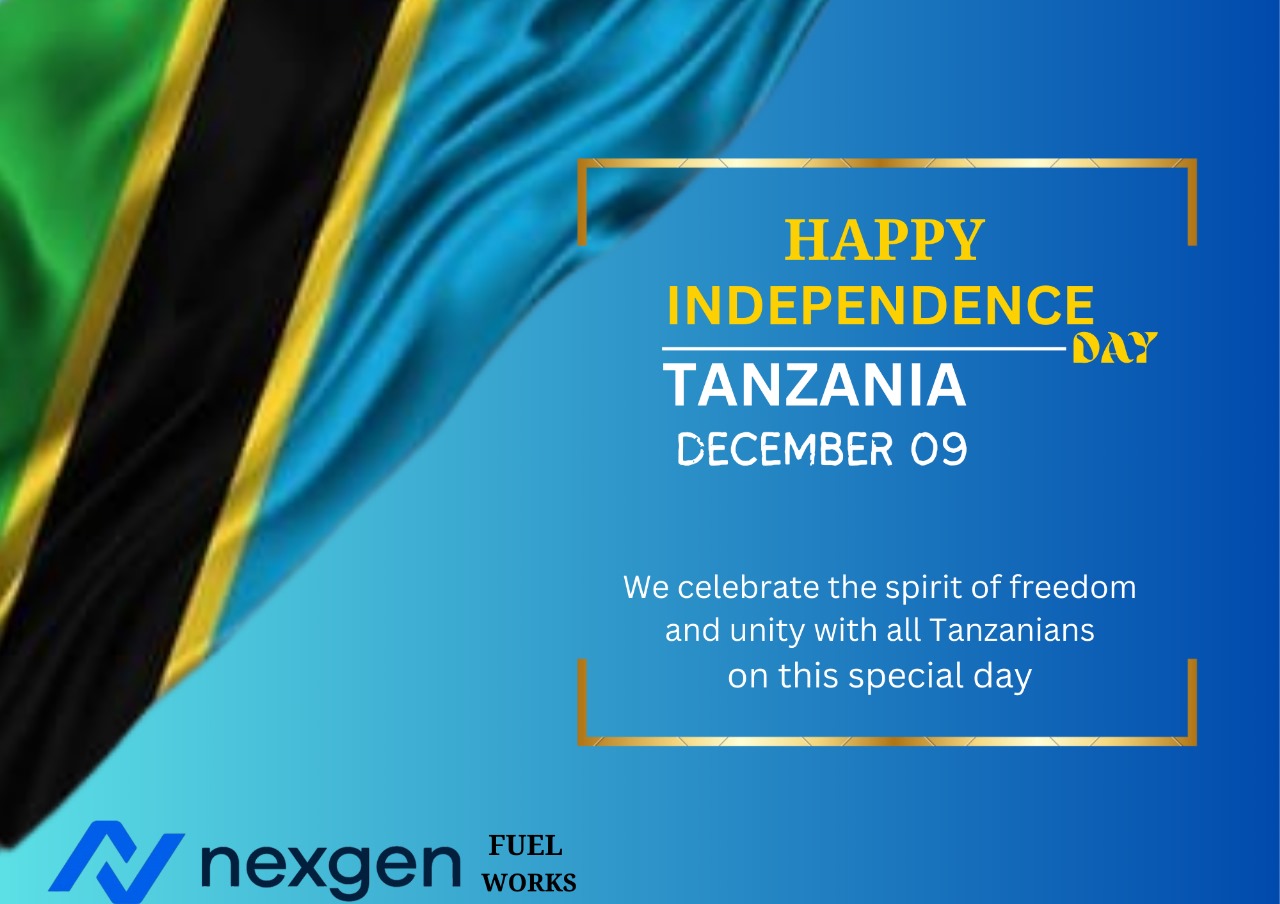 HAPPY
INDEPENDENCE
DAY
TANZANIA
DECEMBER 09
We celebrate the spirit of freedom
and unity with all Tanzanians
on this special day
nexgen
FUEL
WORKS